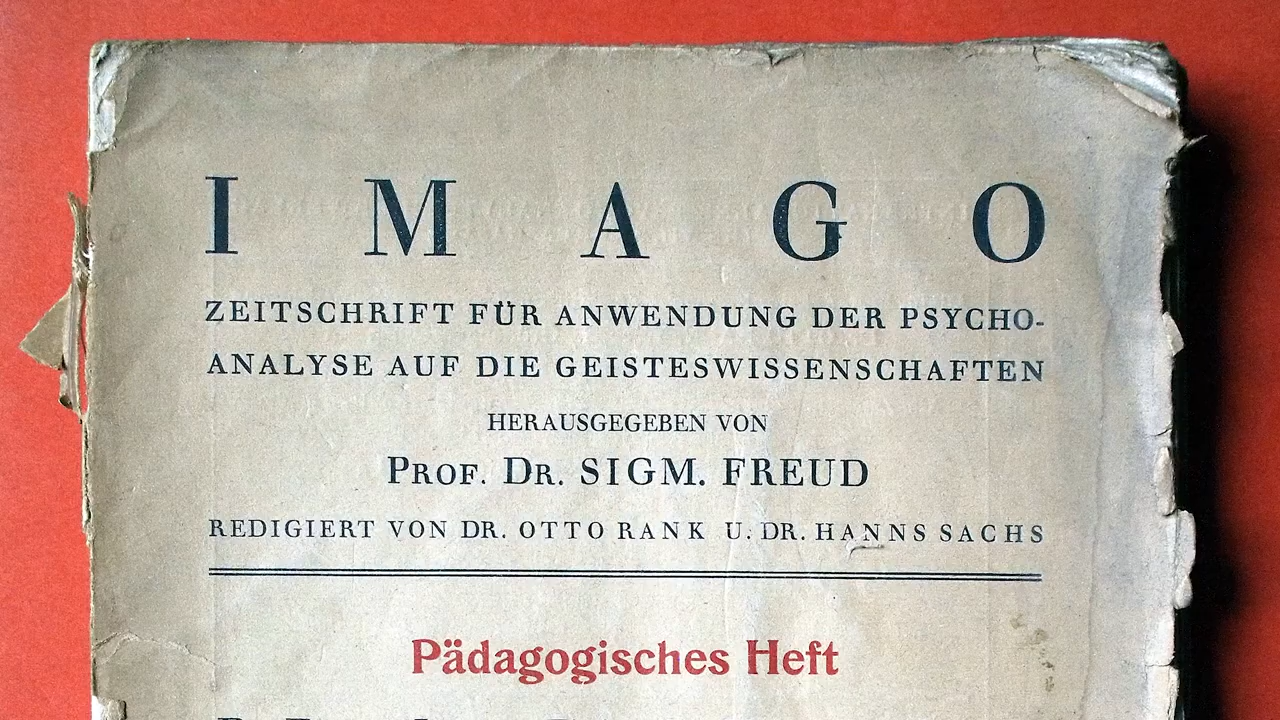 IMAGO
ZEITSCHRIFT FÜR ANWENDUNG DER PSYCHO-
ANALYSE AUF DIE GEISTESWISSENSCHAFTEN
HERAUSGEGEBEN VON
PROF. DR. SIGM. FREUD
REDIGIERT VON DR. OTTO RANK U. DR. HANNS SACHS
Pädagogisches Heft